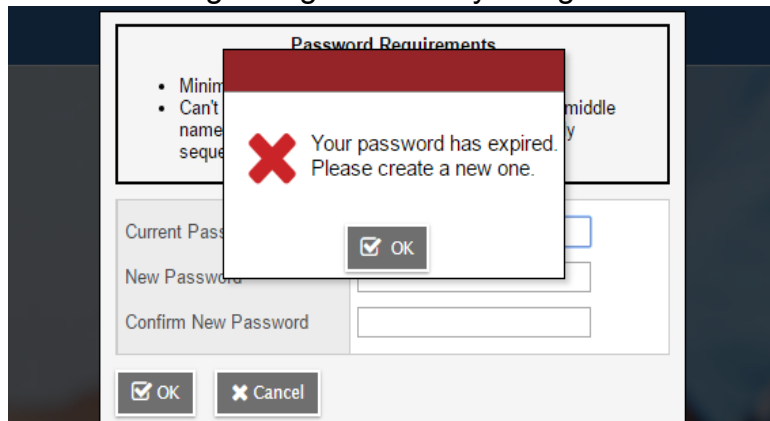 Password Requirements
• Minim
• Can't middle
name y
seque
Your password has expired.
Please create a new one.
OK
Current Pass
New Password
Confirm New Password
OK Cancel